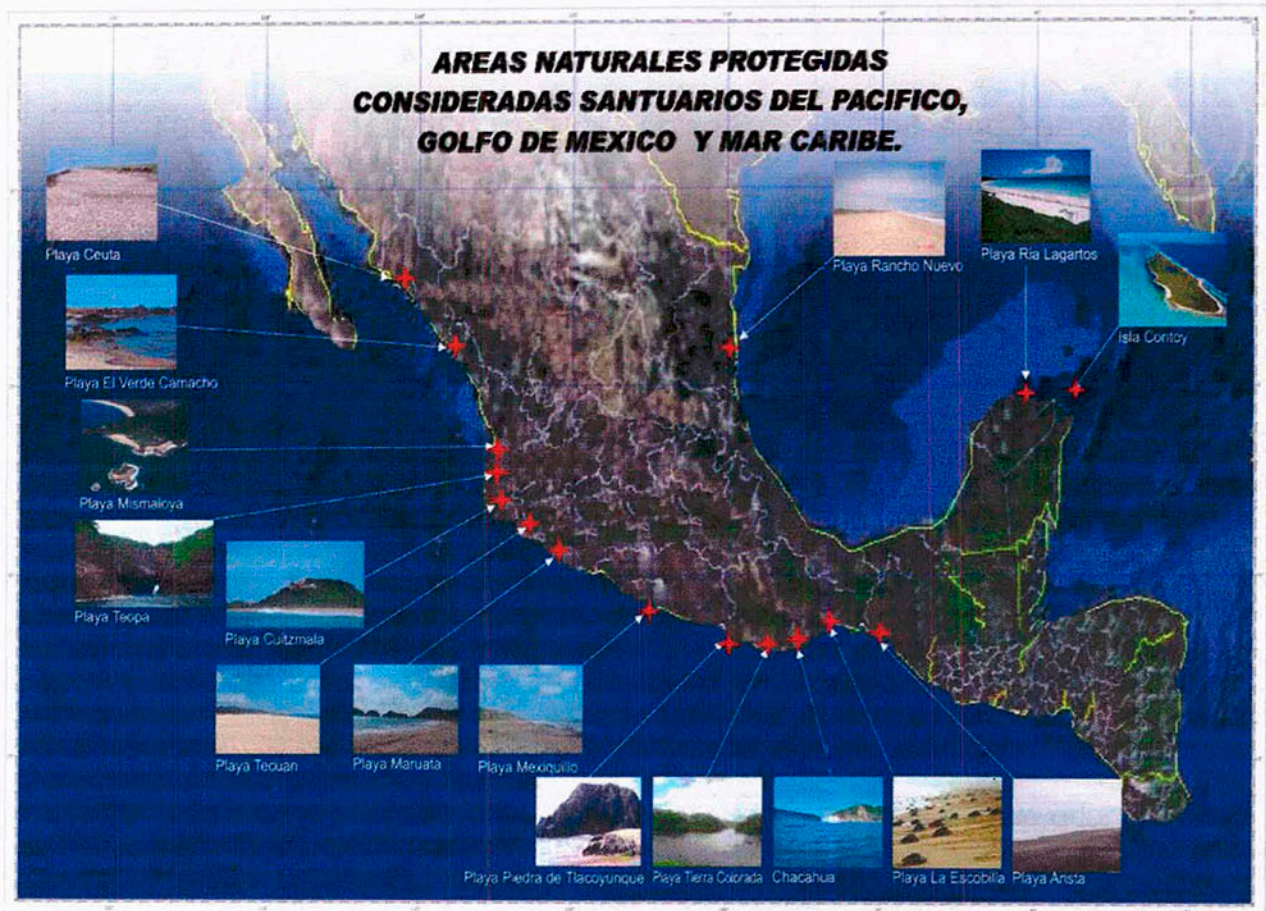 AREAS NATURALES PROTEGIDAS
CONSIDERADAS SANTUARIOS DEL PACIFICO,
GOLFO DE MEXICO Y MAR CARIBE.
Playa Ceuta
Playa Rancho Nuevo
Playa Ria Lagartos
Isla Contoy
Playa El Verde Camacho
Playa Mismaloya
Playa Teopa
Playa Cuitzmala
Playa Tecuan
Playa Maruata
Playa Mexiquillo
Playa Piedra de Tlacoyunque
Playa Tierra Colorada
Chacahua
Playa La Escobilla
Playa Arista